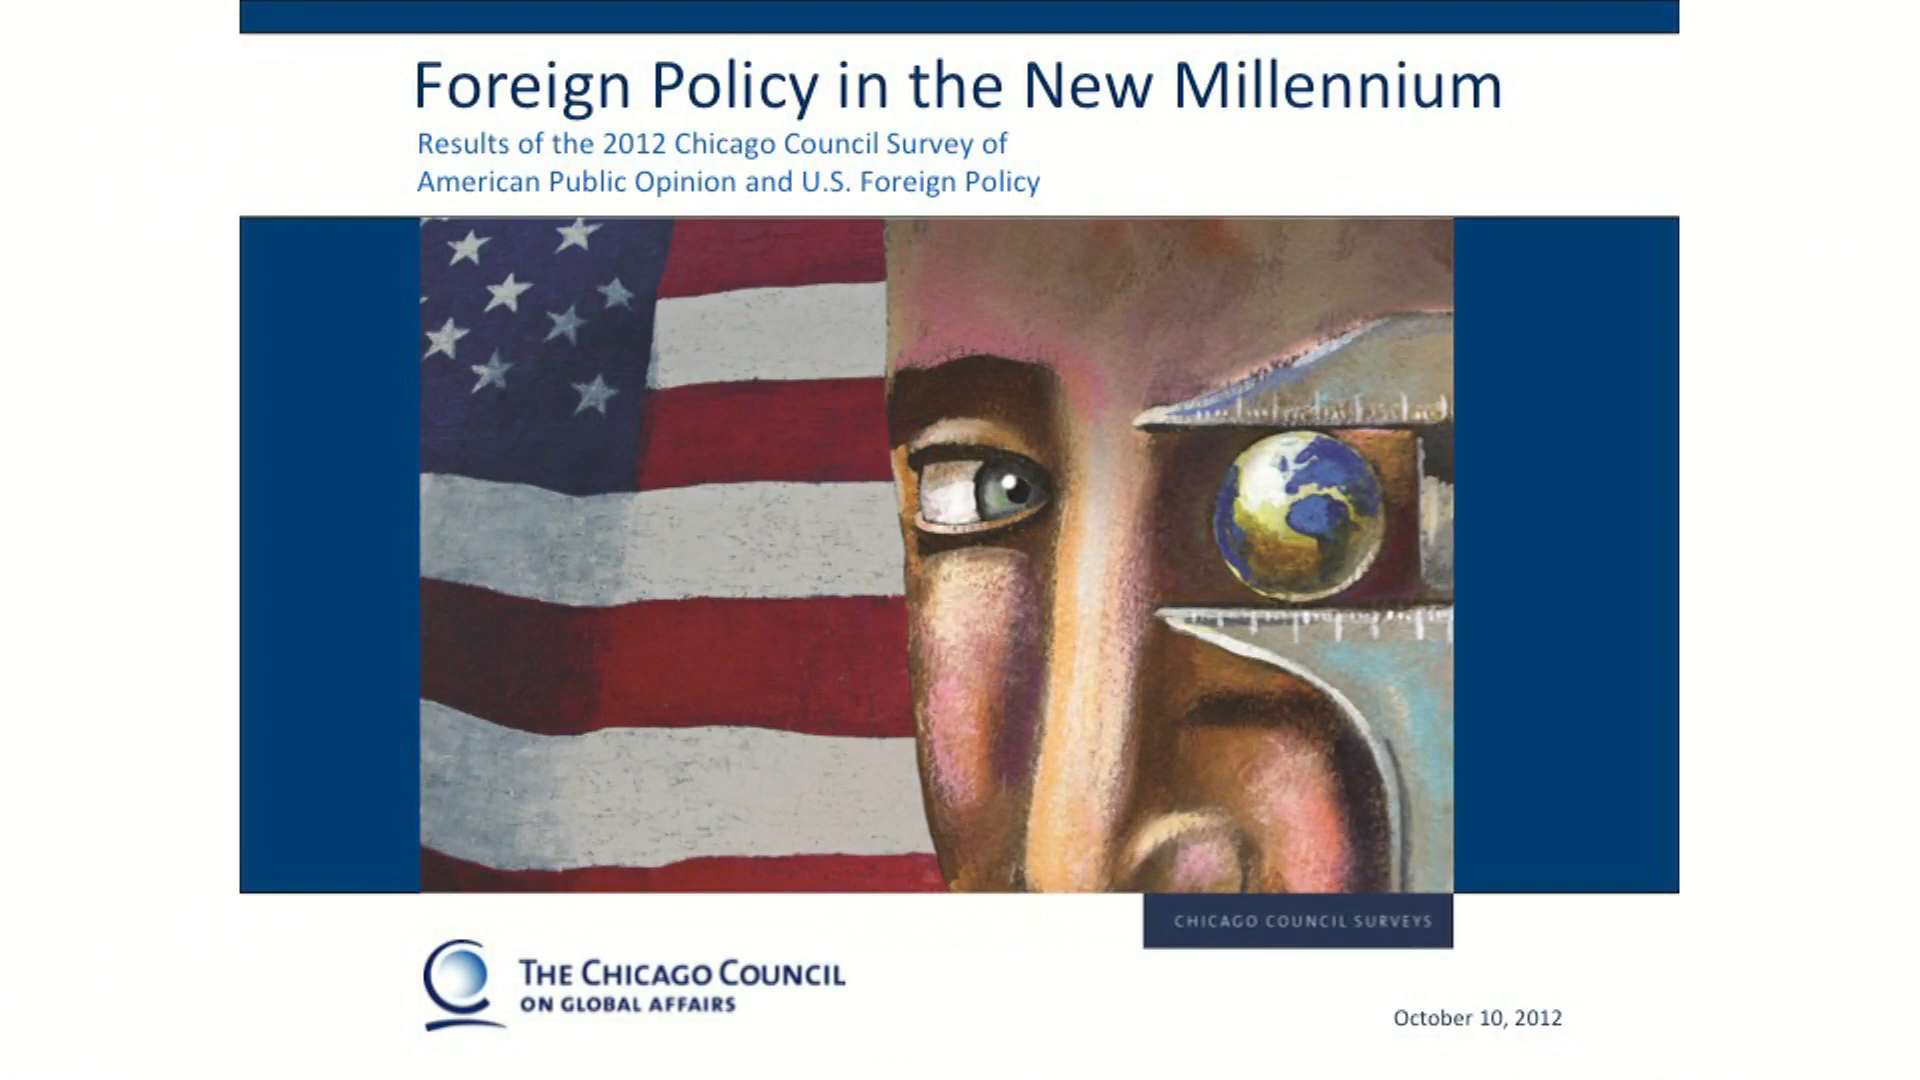 Foreign Policy in the New Millennium
Results of the 2012 Chicago Council Survey of
American Public Opinion and U.S. Foreign Policy
CHICAGO COUNCIL SURVEYS
THE CHICAGO COUNCIL
ON GLOBAL AFFAIRS
October 10, 2012